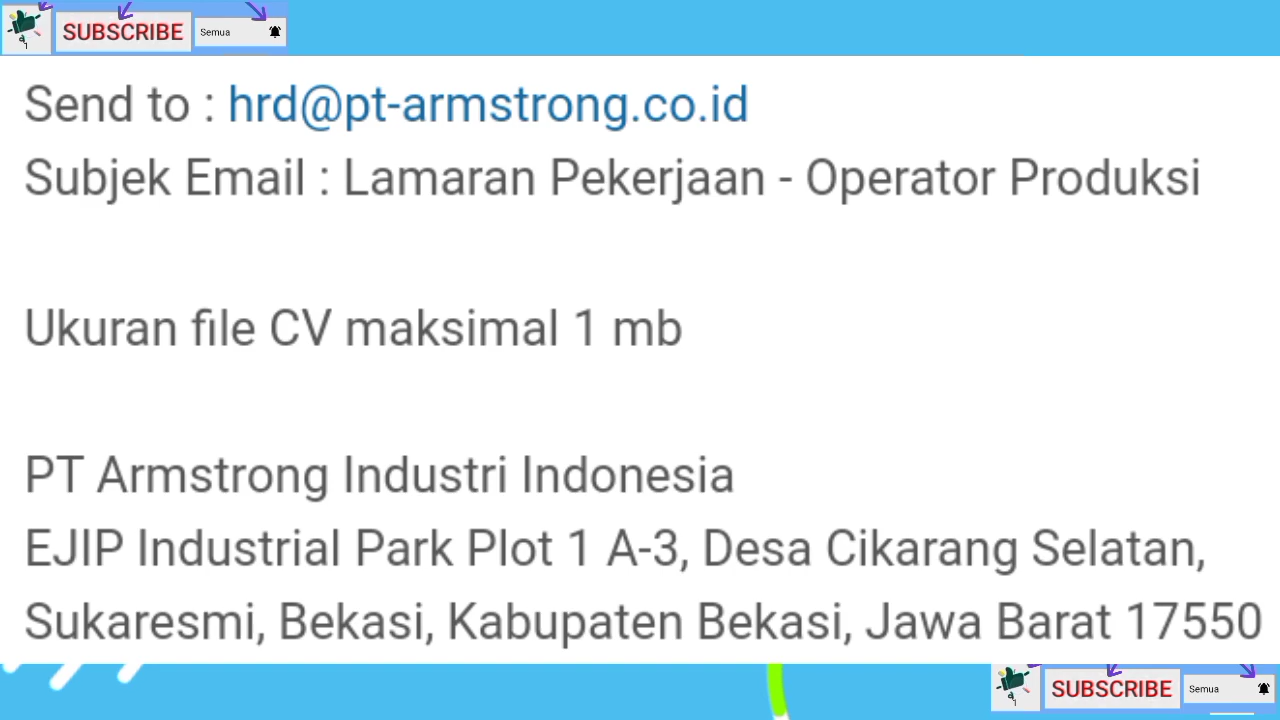 SUBSCRIBE
Semua
Send to : hrd@pt-armstrong.co.id
Subjek Email : Lamaran Pekerjaan - Operator Produksi
Ukuran file CV maksimal 1 mb
PT Armstrong Industri Indonesia
EJIP Industrial Park Plot 1 A-3, Desa Cikarang Selatan,
Sukaresmi, Bekasi, Kabupaten Bekasi, Jawa Barat 17550
SUBSCRIBE
Semua